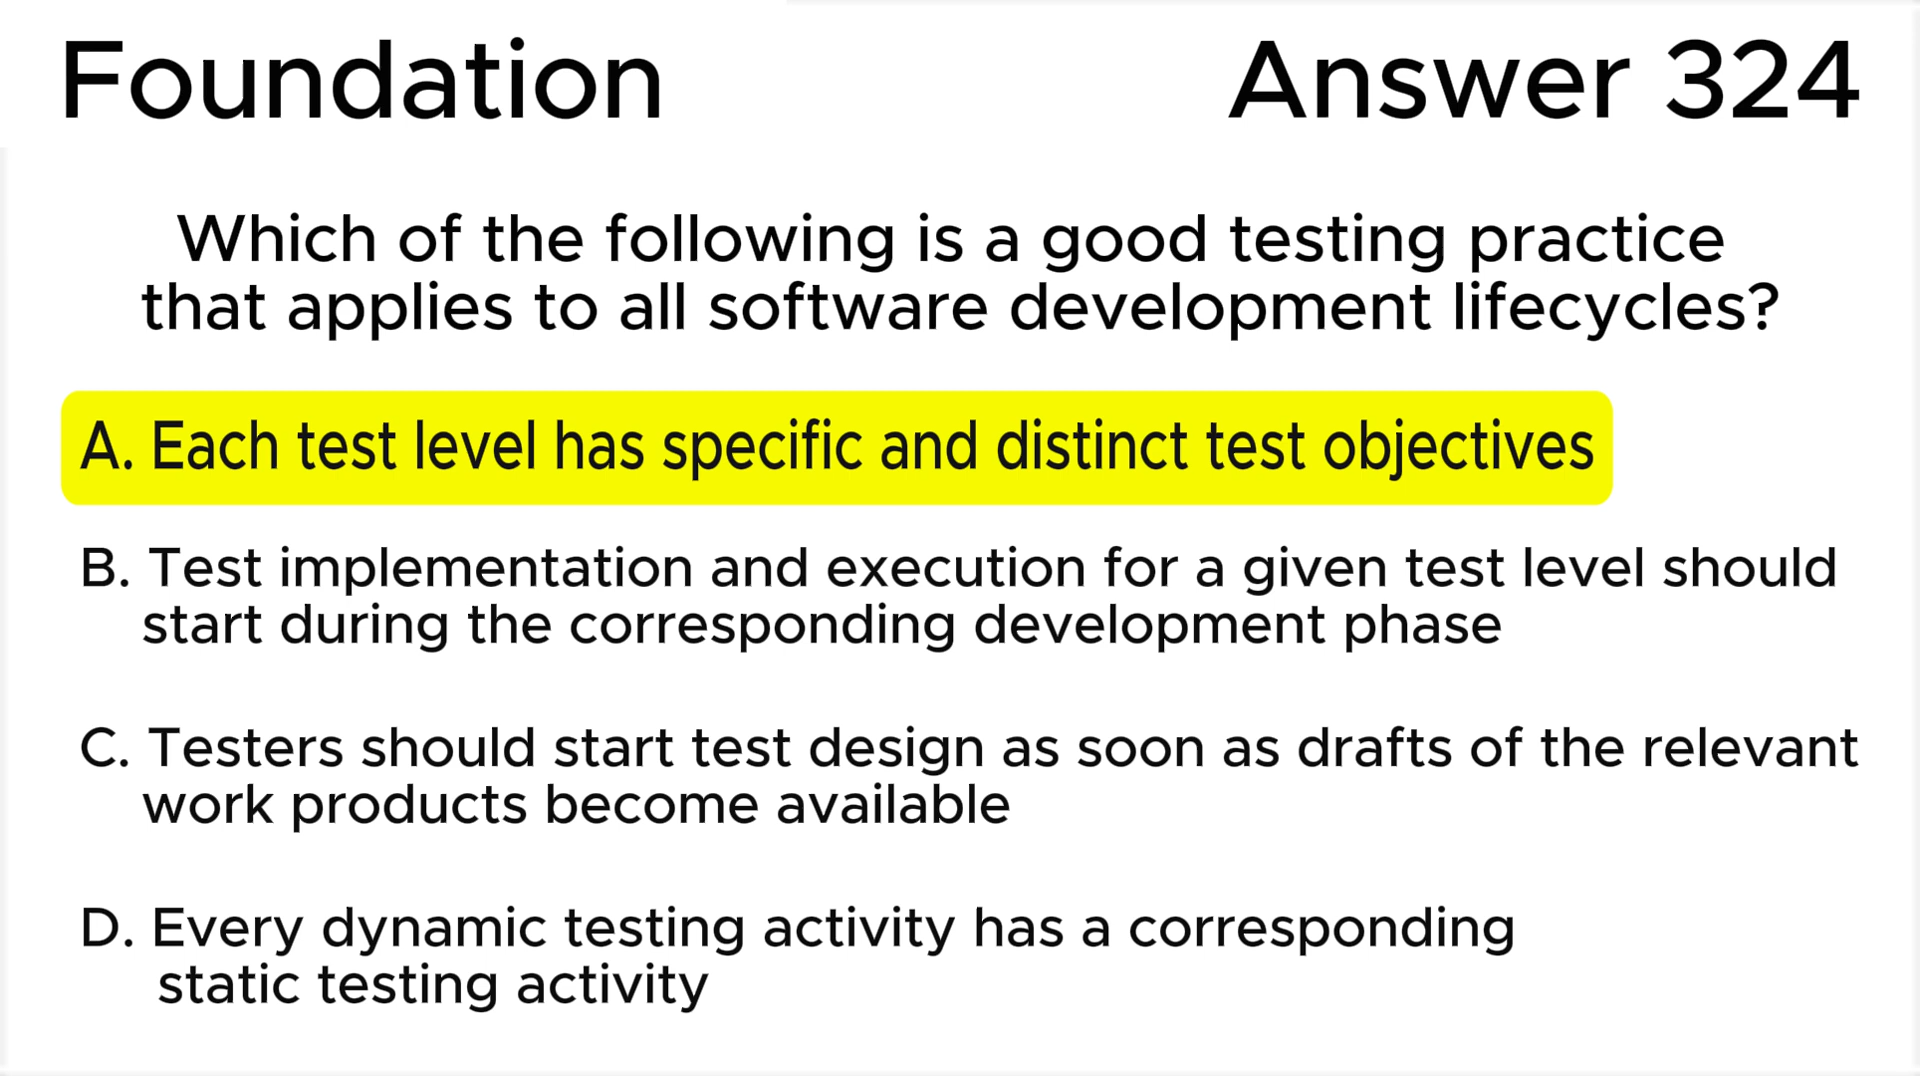 Foundation
Answer 324
Which of the following is a good testing practice
that applies to all software development lifecycles?
A. Each test level has specific and distinct test objectives
B. Test implementation and execution for a given test level should
start during the corresponding development phase
C. Testers should start test design as soon as drafts of the relevant
work products become available
D. Every dynamic testing activity has a corresponding
static testing activity